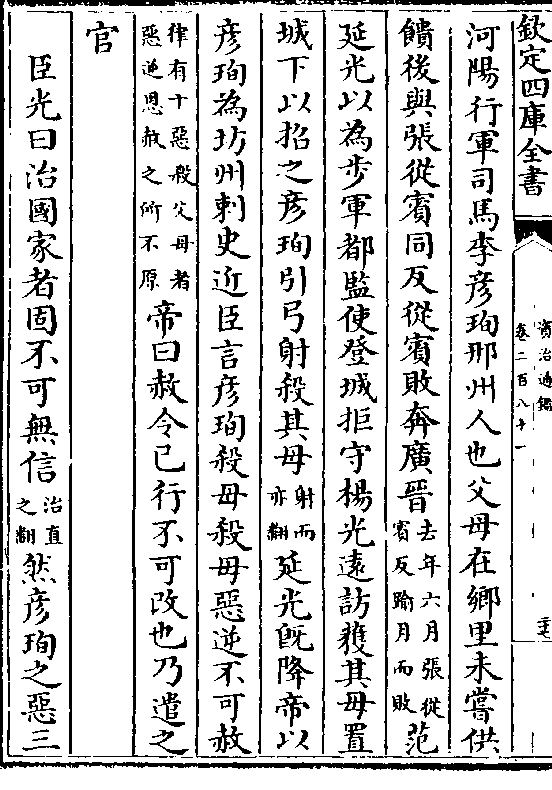 欽定四庫全書
資治通鑑
卷二百八十一
河陽行軍司馬李彦珣邢州人也父母在鄉里未嘗供
饋後與張從賓同反從賓敗奔廣晉去年六月張從賓反踰月而敗范
延光以為步軍都監使登城拒守楊光遠訪獲其母置
城下以招之彦珣引弓射殺其母射而亦翻延光既降帝以
彦珣為坊州刺史近臣言彦珣殺母殺母惡逆不可赦
律有十惡殺父母者惡逆恩赦之所不原帝曰赦令已行不可改也乃遣之
官
臣光曰治國家者固不可無信治直之翻然彦珣之惡三